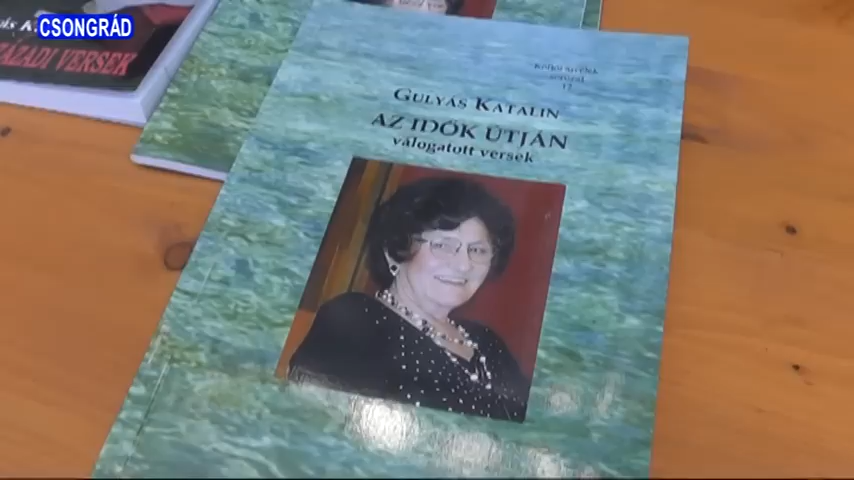 CSONGRÁD
ZÁZADI VERSEK
GULYÁS KATALIN
AZ IDŐK ÚTJÁN
válogatott versek